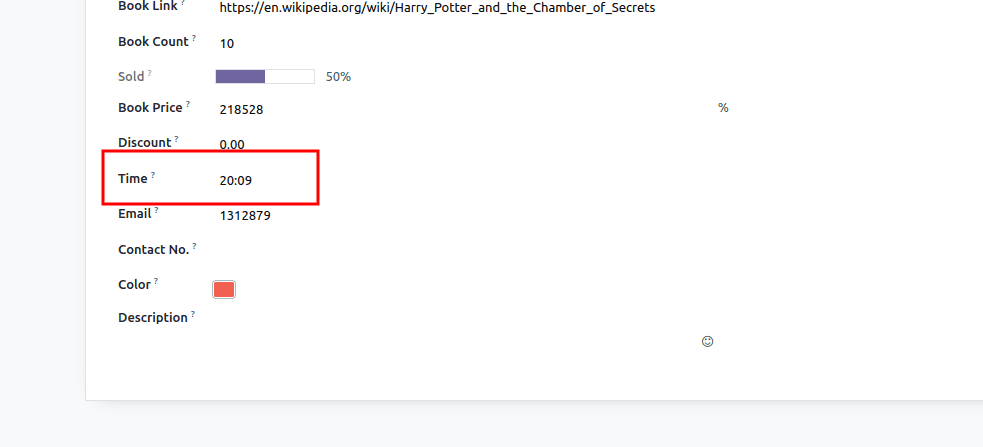 Book Link ? https://en.wikipedia.org/wiki/Harry_Potter_and_the_Chamber_of_Secrets
Book Count ? 10
Sold ? 50%
Book Price ? 218528 %
Discount ? 0.00
Time ? 20:09
Email ? 1312879
Contact No. ?
Color ?
Description ?